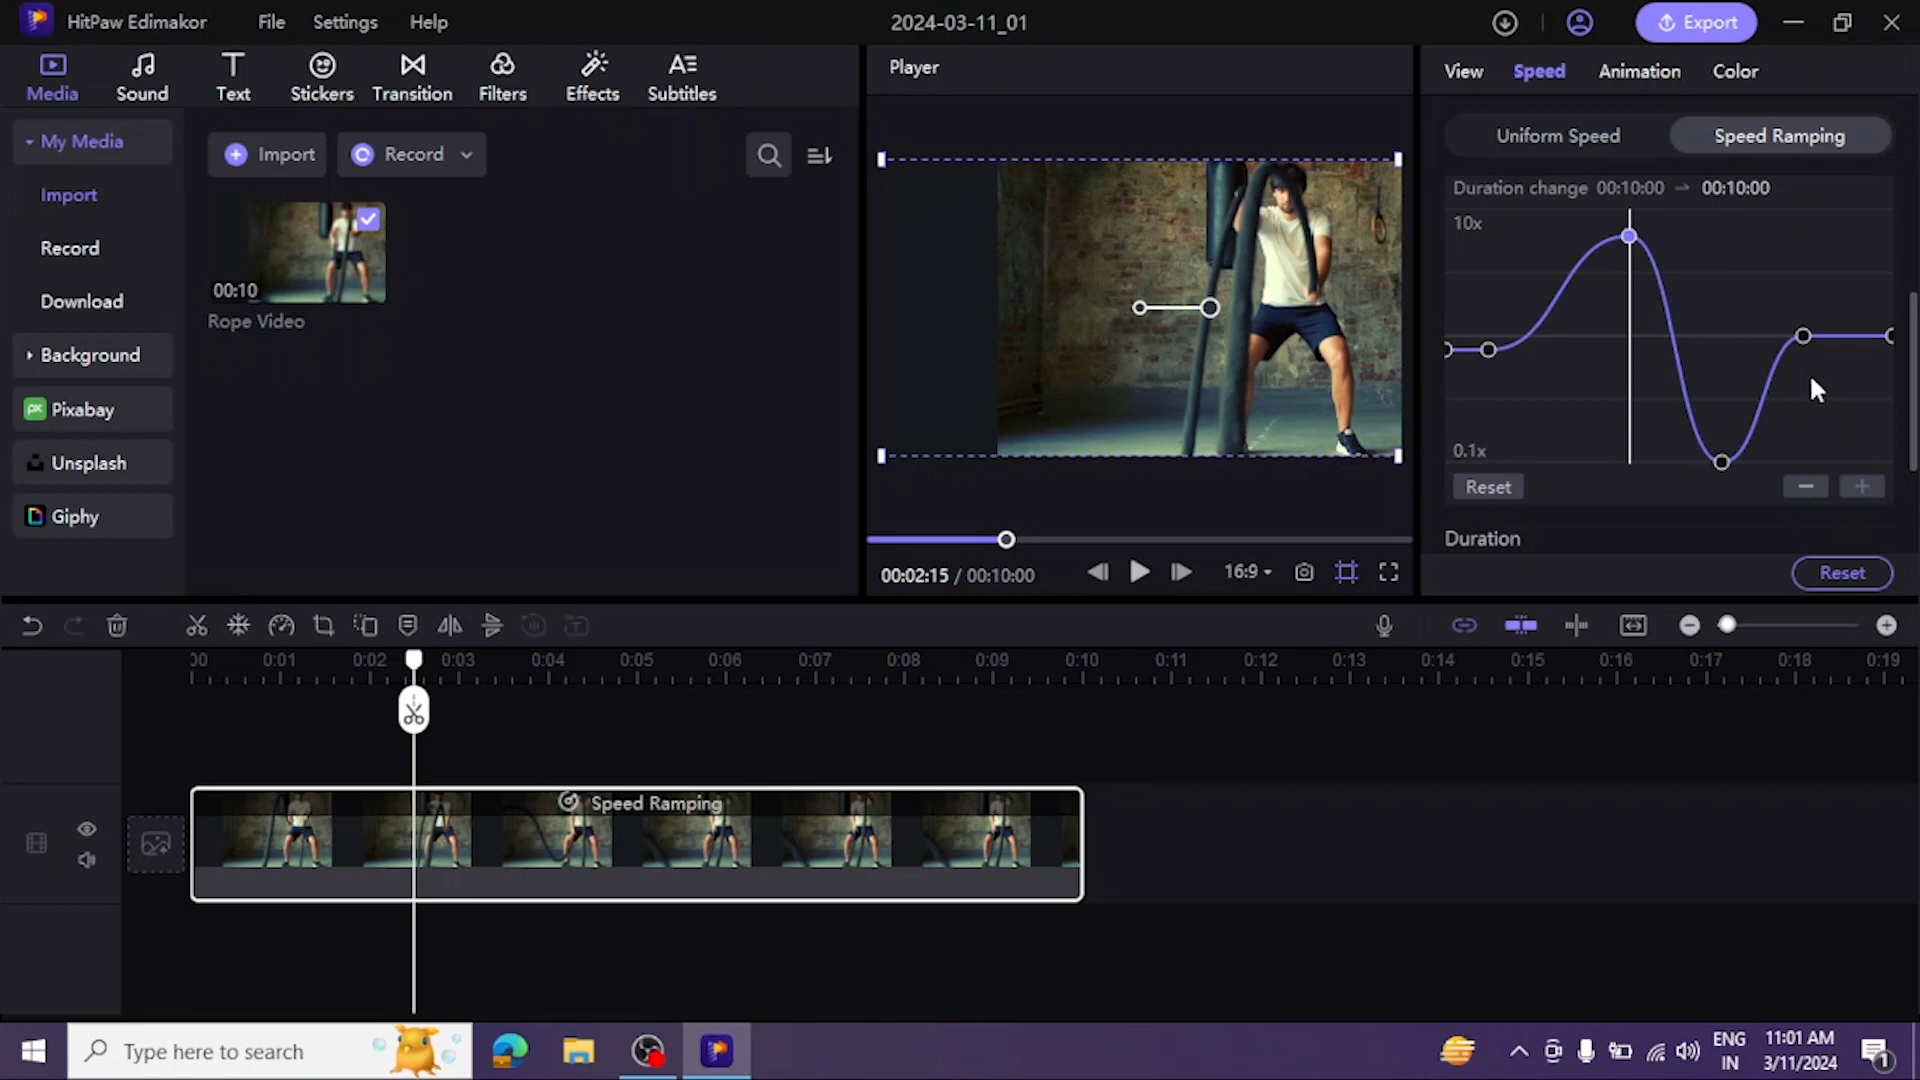 HitPaw Edimakor
File
Settings
Help
2024-03-11_01
Export
Media
Sound
Text
Stickers
Transition
Filters
Effects
Subtitles
My Media
Import
Record
Download
Background
Pixabay
Unsplash
Giphy
Import
Record
00:10
Rope Video
Player
00:02:15 / 00:10:00
16:9
View
Speed
Animation
Color
Uniform Speed
Speed Ramping
Duration change 00:10:00 → 00:10:00
10x
0.1x
Reset
Duration
Reset
00 0:01 0:02 0:03 0:04 0:05 0:06 0:07 0:08 0:09 0:10 0:11 0:12 0:13 0:14 0:15 0:16 0:17 0:18 0:19
Speed Ramping
Type here to search
ENG
IN
11:01 AM
3/11/2024
1